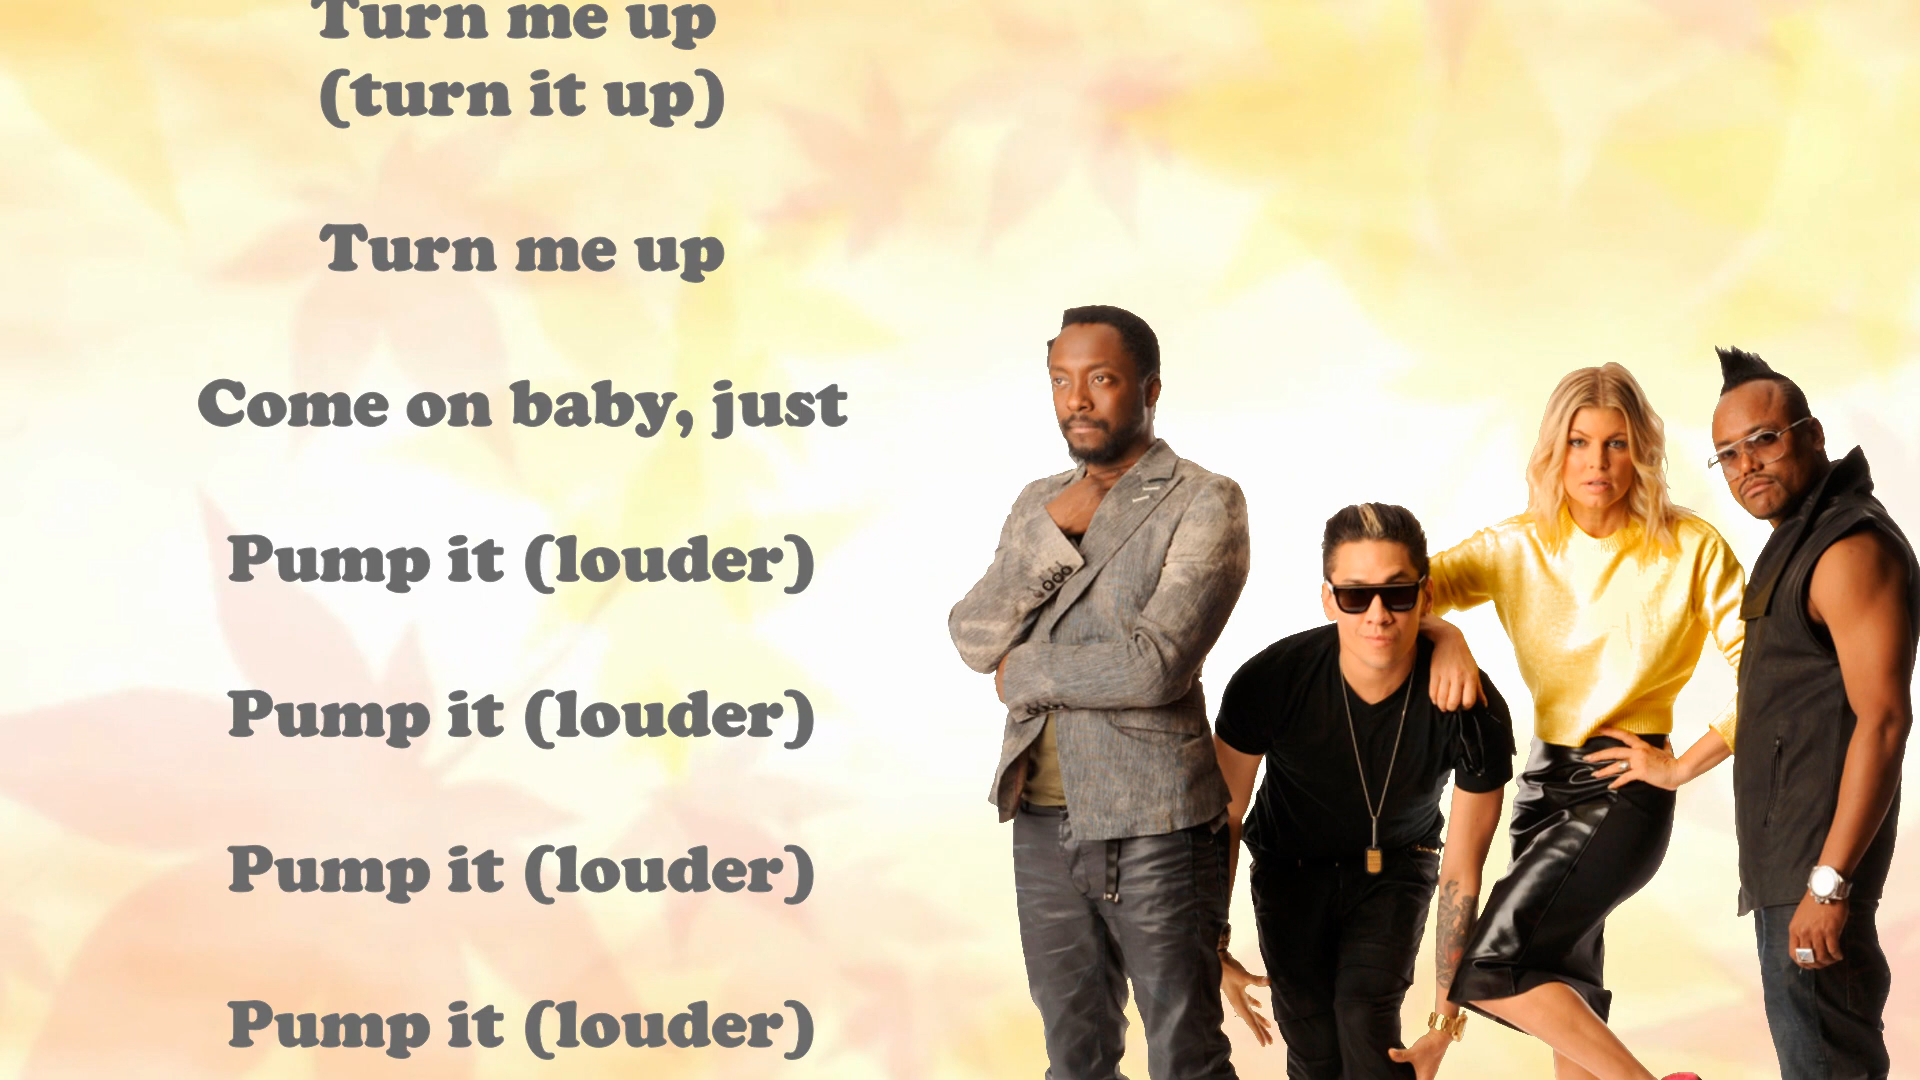 Turn me up
(turn it up)
Turn me up
Come on baby, just
Pump it (louder)
Pump it (louder)
Pump it (louder)
Pump it (louder)